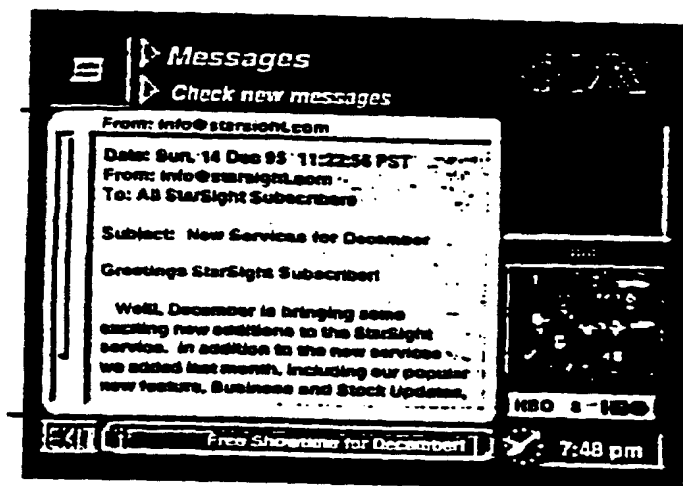 Messages
Check new messages
From: info@starsight.com
Date: Sun, 14 Dec 95 11:22:56 PST
From: info@starsight.com
To: All StarSight Subscribers
Subject: New Services for December
Greetings StarSight Subscriber!
Well, December is bringing some
exciting new additions to the StarSight
service. In addition to the new services
we added last month, including our popular
new feature, Business and Stock Updates,
HBO 8 HBO
EXIT
Free Showtime for December!
7:48 pm